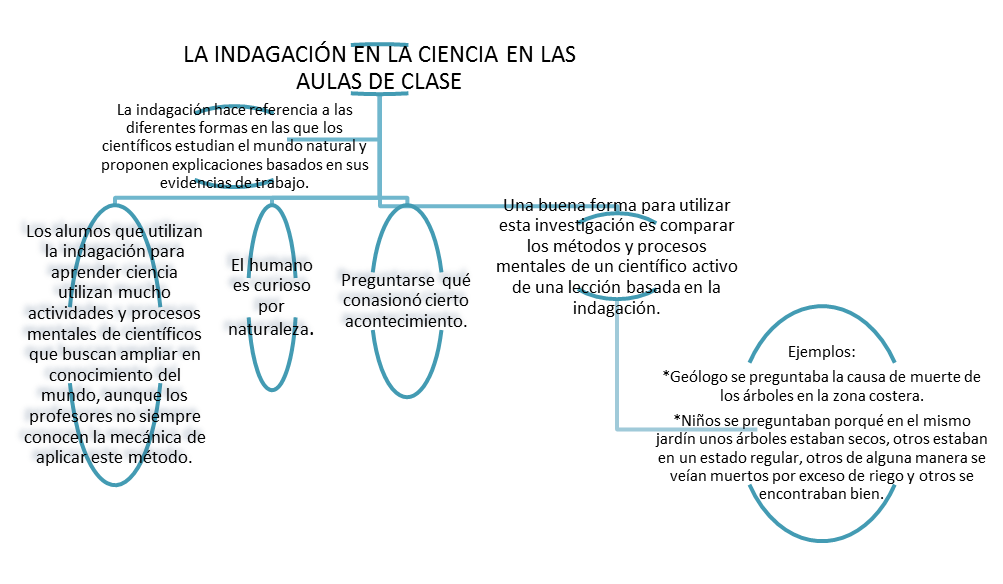 LA INDAGACIÓN EN LA CIENCIA EN LAS
AULAS DE CLASE
La indagación hace referencia a las
diferentes formas en las que los
científicos estudian el mundo natural y
proponen explicaciones basados en sus
evidencias de trabajo.
Los alumos que utilizan
la indagación para
aprender ciencia
utilizan mucho
actividades y procesos
mentales de científicos
que buscan ampliar en
conocimiento del
mundo, aunque los
profesores no siempre
conocen la mecánica de
aplicar este método.
El humano
es curioso
por
naturaleza.
Preguntarse qué
conasionó cierto
acontecimiento.
Una buena forma para utilizar
esta investigación es comparar
los métodos y procesos
mentales de un científico activo
de una lección basada en la
indagación.
Ejemplos:
*Geólogo se preguntaba la causa de muerte de
los árboles en la zona costera.
*Niños se preguntaban porqué en el mismo
jardín unos árboles estaban secos, otros estaban
en un estado regular, otros de alguna manera se
veían muertos por exceso de riego y otros se
encontraban bien.